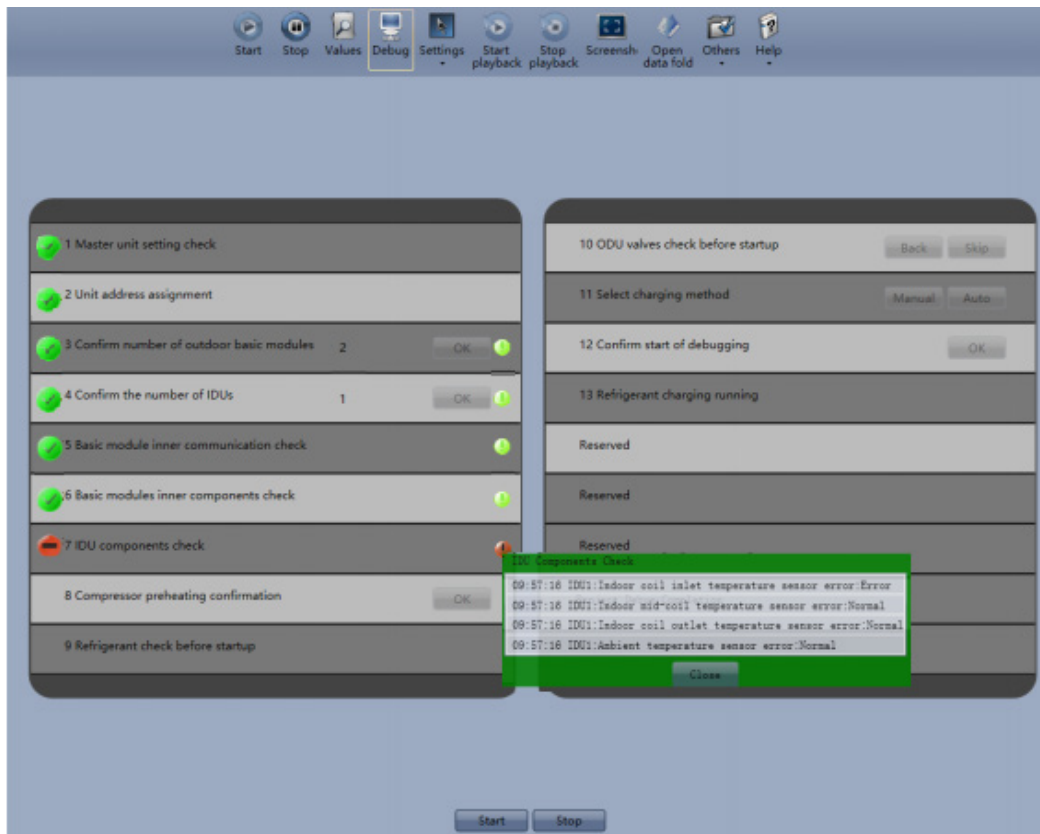 Start
Stop
Values
Debug
Settings
Start
playback
Stop
playback
Screensh
Open
data fold
Others
Help
1 Master unit setting check
2 Unit address assignment
3 Confirm number of outdoor basic modules 2 OK
4 Confirm the number of IDUs 1 OK
5 Basic module inner communication check
6 Basic modules inner components check
7 IDU components check
8 Compressor preheating confirmation OK
9 Refrigerant check before startup
10 ODU valves check before startup Back Skip
11 Select charging method Manual Auto
12 Confirm start of debugging OK
13 Refrigerant charging running
Reserved
Reserved
Reserved
IDU Components Check
09:57:16 IDU1:Indoor coil inlet temperature sensor error:Error
09:57:16 IDU1:Indoor mid-coil temperature sensor error:Normal
09:57:16 IDU1:Indoor coil outlet temperature sensor error:Normal
09:57:16 IDU1:Ambient temperature sensor error:Normal
Close
Start Stop